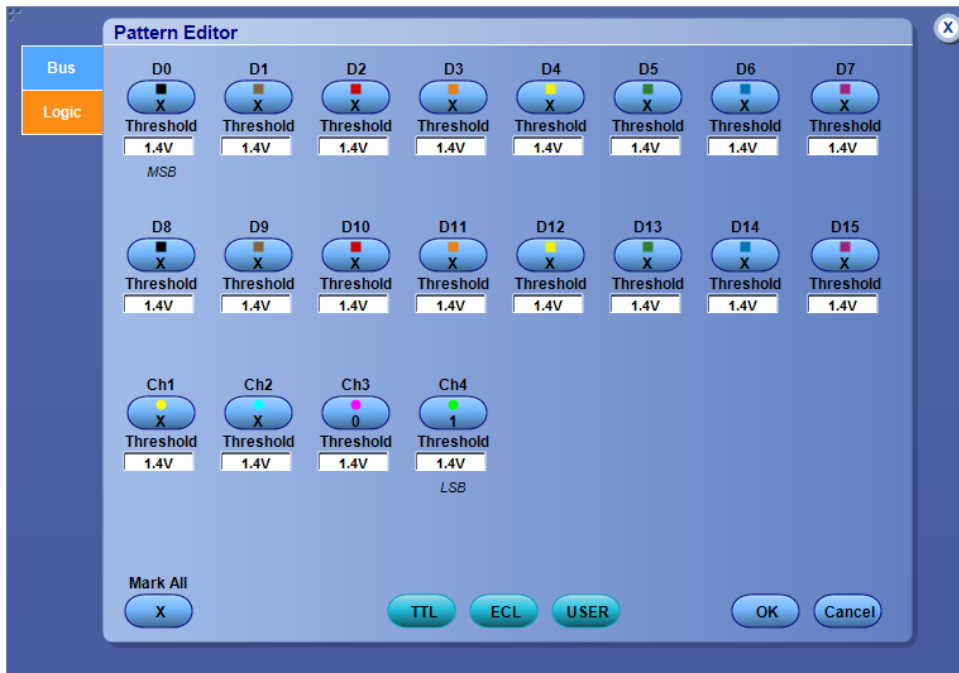 Pattern Editor
X
Bus
Logic
D0 D1 D2 D3 D4 D5 D6 D7
X X X X X X X X
Threshold Threshold Threshold Threshold Threshold Threshold Threshold Threshold
1.4V 1.4V 1.4V 1.4V 1.4V 1.4V 1.4V 1.4V
MSB
D8 D9 D10 D11 D12 D13 D14 D15
X X X X X X X X
Threshold Threshold Threshold Threshold Threshold Threshold Threshold Threshold
1.4V 1.4V 1.4V 1.4V 1.4V 1.4V 1.4V 1.4V
Ch1 Ch2 Ch3 Ch4
X X 0 1
Threshold Threshold Threshold Threshold
1.4V 1.4V 1.4V 1.4V
LSB
Mark All
X TTL ECL USER OK Cancel